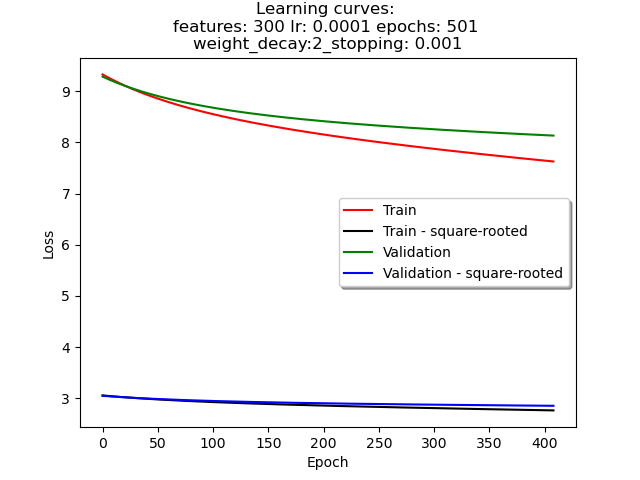 Learning curves:
features: 300 lr: 0.0001 epochs: 501
weight_decay:2_stopping: 0.001
9
8
7
6
5
4
3
Loss
Train
Train - square-rooted
Validation
Validation - square-rooted
0 50 100 150 200 250 300 350 400
Epoch